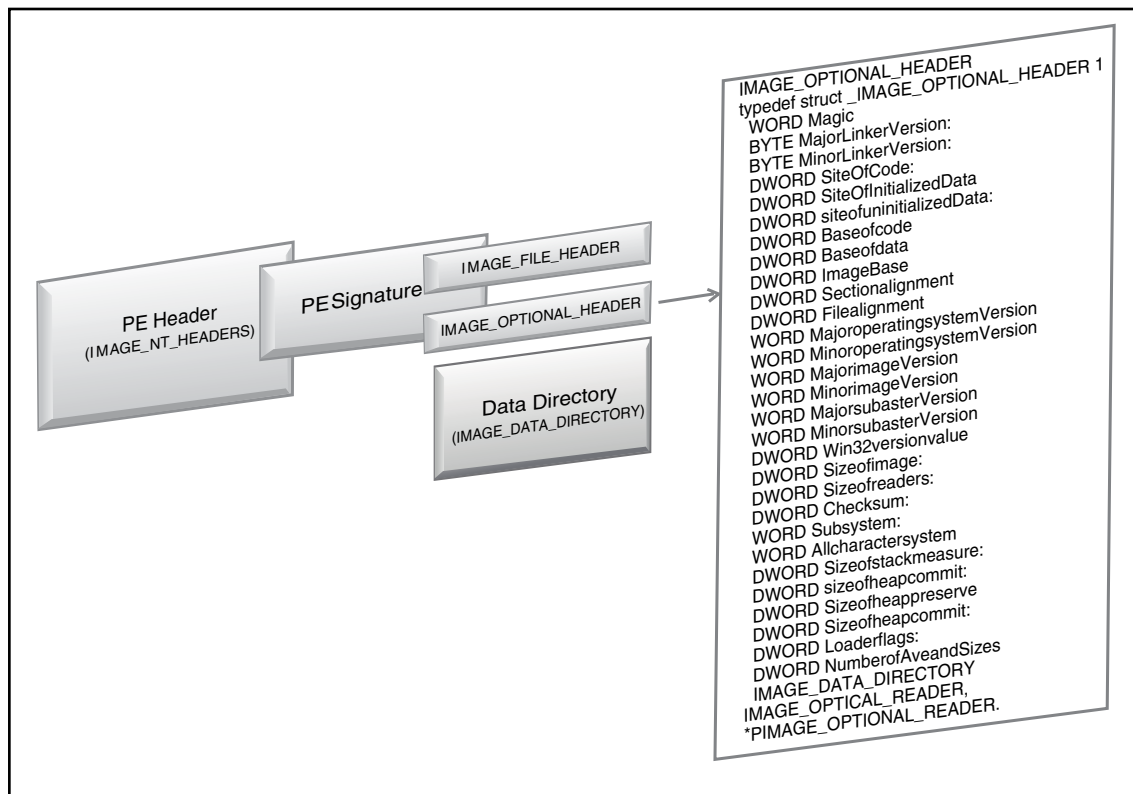 PE Header
(IMAGE_NT_HEADERS)
PE Signature
IMAGE_FILE_HEADER
IMAGE_OPTIONAL_HEADER
Data Directory
(IMAGE_DATA_DIRECTORY)
IMAGE_OPTIONAL_HEADER
typedef struct _IMAGE_OPTIONAL_HEADER 1
WORD Magic
BYTE MajorLinkerVersion:
BYTE MinorLinkerVersion:
DWORD SiteOfCode:
DWORD SiteOfInitializedData
DWORD siteofuninitializedData:
DWORD Baseofcode
DWORD Baseofdata
DWORD ImageBase
DWORD Sectionalignment
DWORD Filealignment
WORD MajoroperatingsystemVersion
WORD MinoroperatingsystemVersion
WORD MajorimageVersion
WORD MinorimageVersion
WORD MajorsubasterVersion
WORD MinorsubasterVersion
DWORD Win32versionvalue
DWORD Sizeofimage:
DWORD Sizeofreaders:
DWORD Checksum:
WORD Subsystem:
WORD Allcharactersystem
DWORD Sizeofstackmeasure:
DWORD sizeofheapcommit:
DWORD Sizeofheappreserve
DWORD Sizeofheapcommit:
DWORD Loaderflags:
DWORD NumberofAveandSizes
IMAGE_DATA_DIRECTORY
IMAGE_OPTICAL_READER,
*PIMAGE_OPTIONAL_READER.